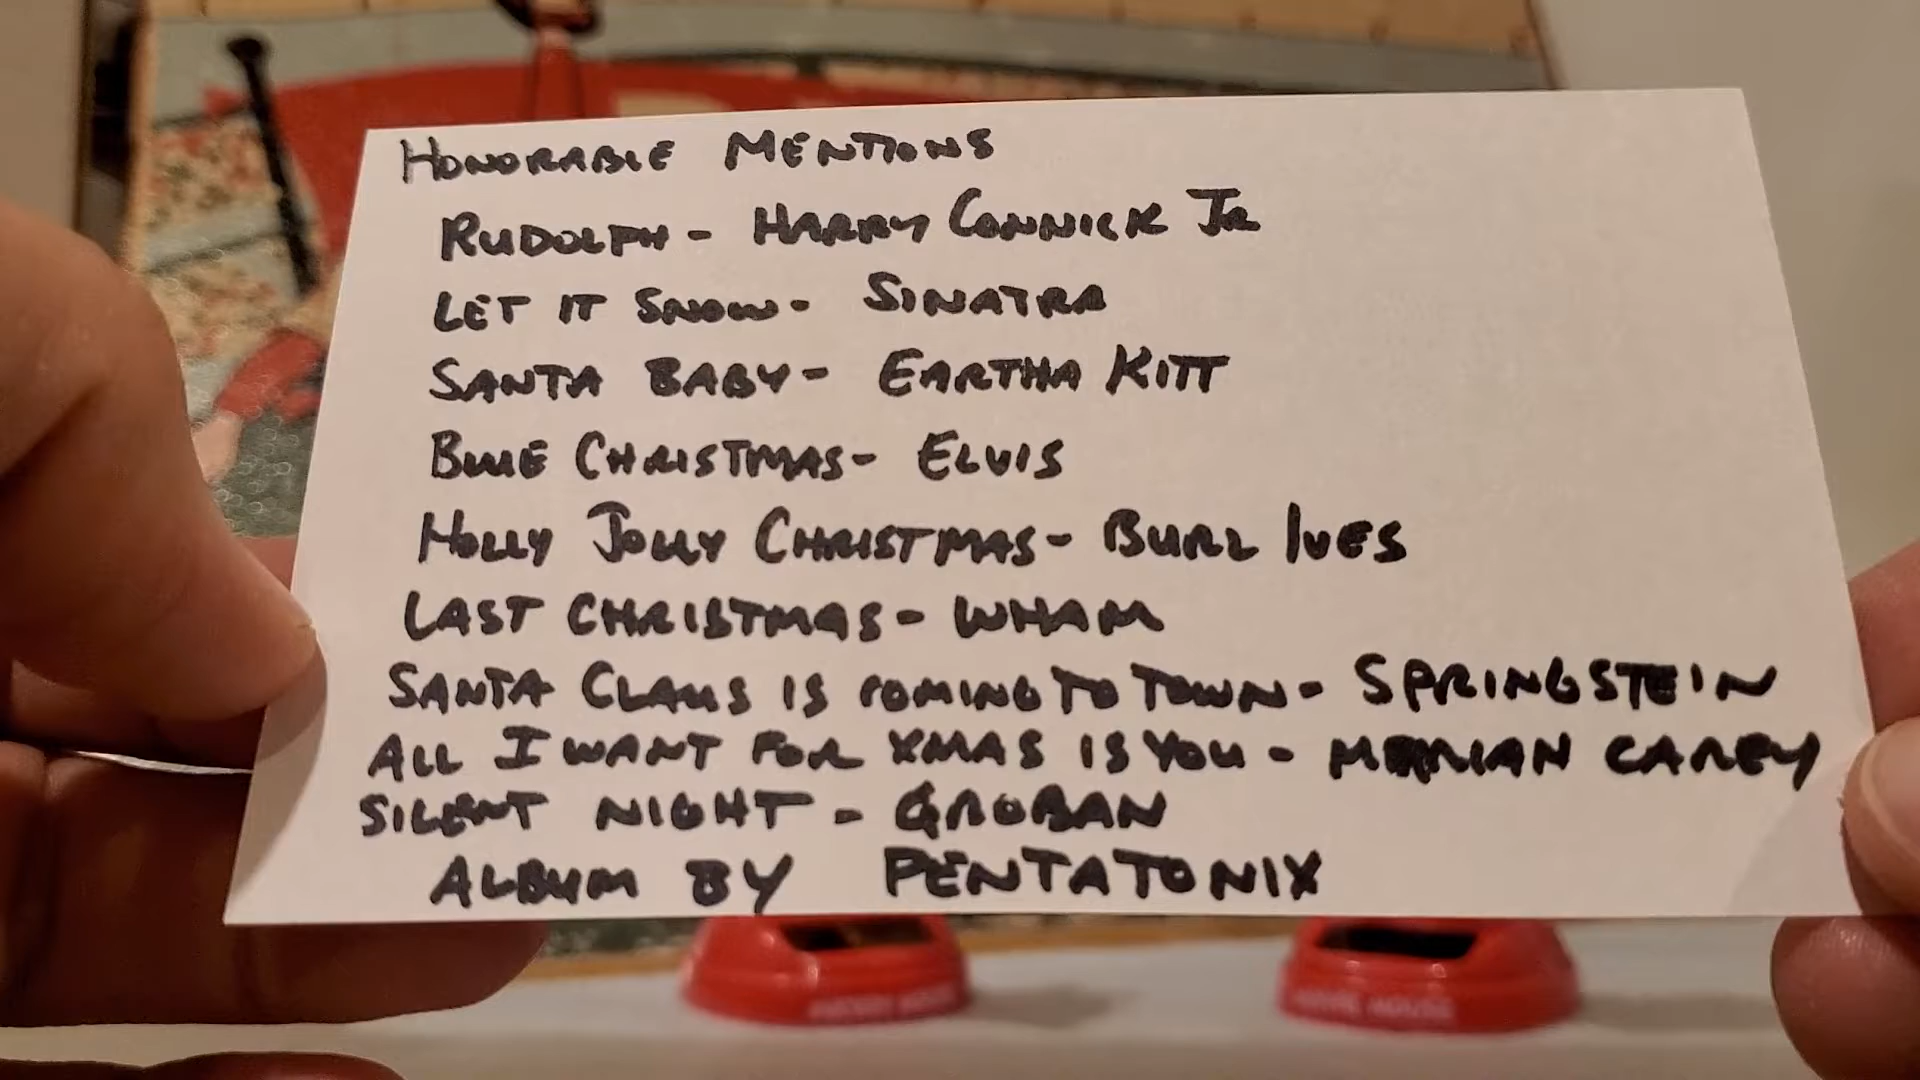 HONORABLE MENTIONS
RUDOLPH - HARRY CONNICK JR
LET IT SNOW - SINATRA
SANTA BABY - EARTHA KITT
BLUE CHRISTMAS - ELVIS
HOLLY JOLLY CHRISTMAS - BURL IVES
LAST CHRISTMAS - WHAM
SANTA CLAUS IS COMING TO TOWN - SPRINGSTEIN
ALL I WANT FOR XMAS IS YOU - MARIAN CAREY
SILENT NIGHT - GROBAN
ALBUM BY PENTATONIX